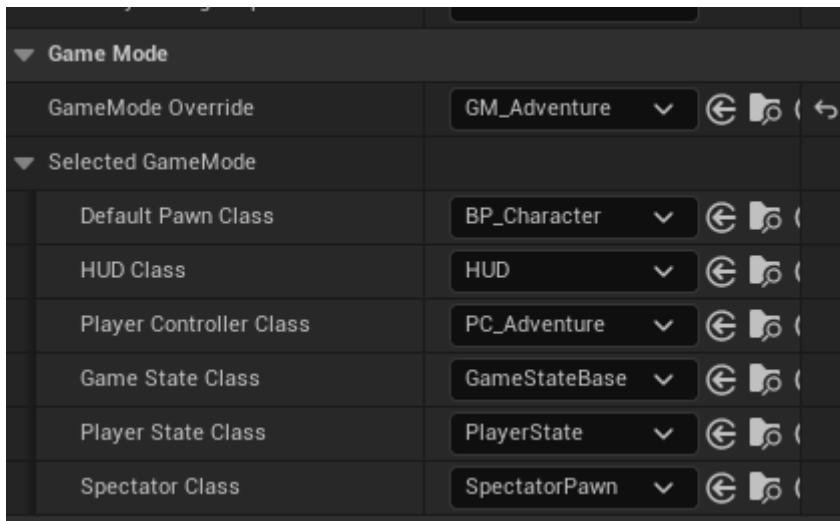 Game Mode
GameMode Override GM_Adventure
Selected GameMode
Default Pawn Class BP_Character
HUD Class HUD
Player Controller Class PC_Adventure
Game State Class GameStateBase
Player State Class PlayerState
Spectator Class SpectatorPawn